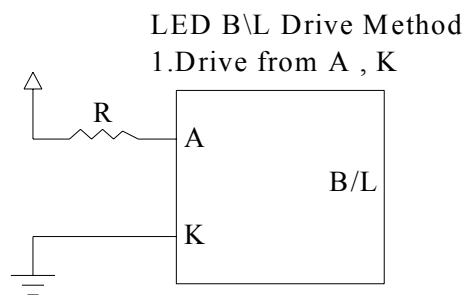 LED B\L Drive Method
1.Drive from A , K
R
A
B/L
K